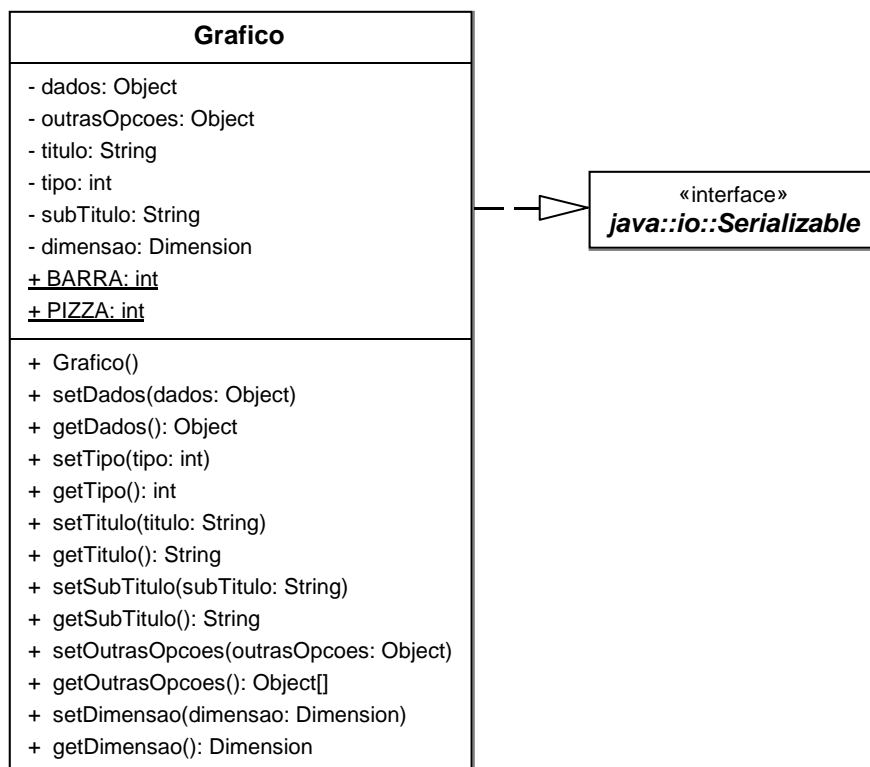 Grafico
- dados: Object
- outrasOpcoes: Object
- titulo: String
- tipo: int
- subTitulo: String
- dimensao: Dimension
+ BARRA: int
+ PIZZA: int
+ Grafico()
+ setDados(dados: Object)
+ getDados(): Object
+ setTipo(tipo: int)
+ getTipo(): int
+ setTitulo(titulo: String)
+ getTitulo(): String
+ setSubTitulo(subTitulo: String)
+ getSubTitulo(): String
+ setOutrasOpcoes(outrasOpcoes: Object)
+ getOutrasOpcoes(): Object[]
+ setDimensao(dimensao: Dimension)
+ getDimensao(): Dimension
«interface»
java::io::Serializable